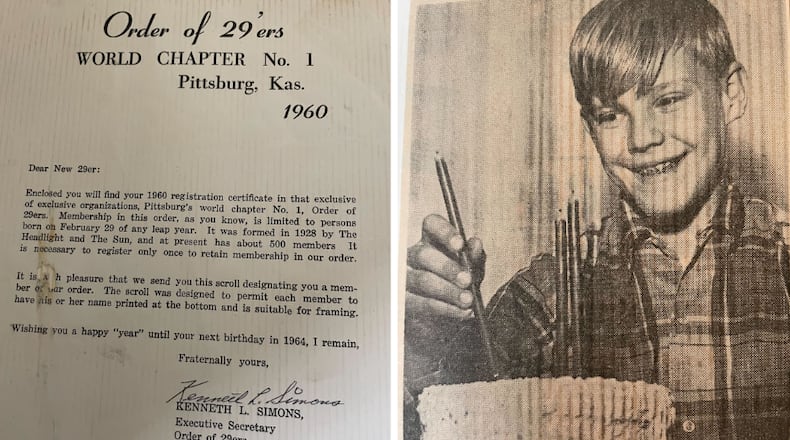 Order of 29'ers
WORLD CHAPTER No. 1
Pittsburg, Kas.
1960
Dear New 29er:
Enclosed you will find your 1960 registration certificate in that exclusive
of exclusive organizations, Pittsburg's world chapter No. 1, Order of
29ers. Membership in this order, as you know, is limited to persons
born on February 29 of any leap year. It was formed in 1928 by The
Headlight and The Sun, and at present has about 500 members It
is necessary to register only once to retain membership in our order.
It is h pleasure that we send you this scroll designating you a mem-
ber our order. The scroll was designed to permit each member to
have his or her name printed at the bottom and is suitable for framing.
Wishing you a happy "year" until your next birthday in 1964, I remain,
Fraternally yours,
Kenneth L. Simons
KENNETH L. SIMONS,
Executive Secretary
Order of 29ers